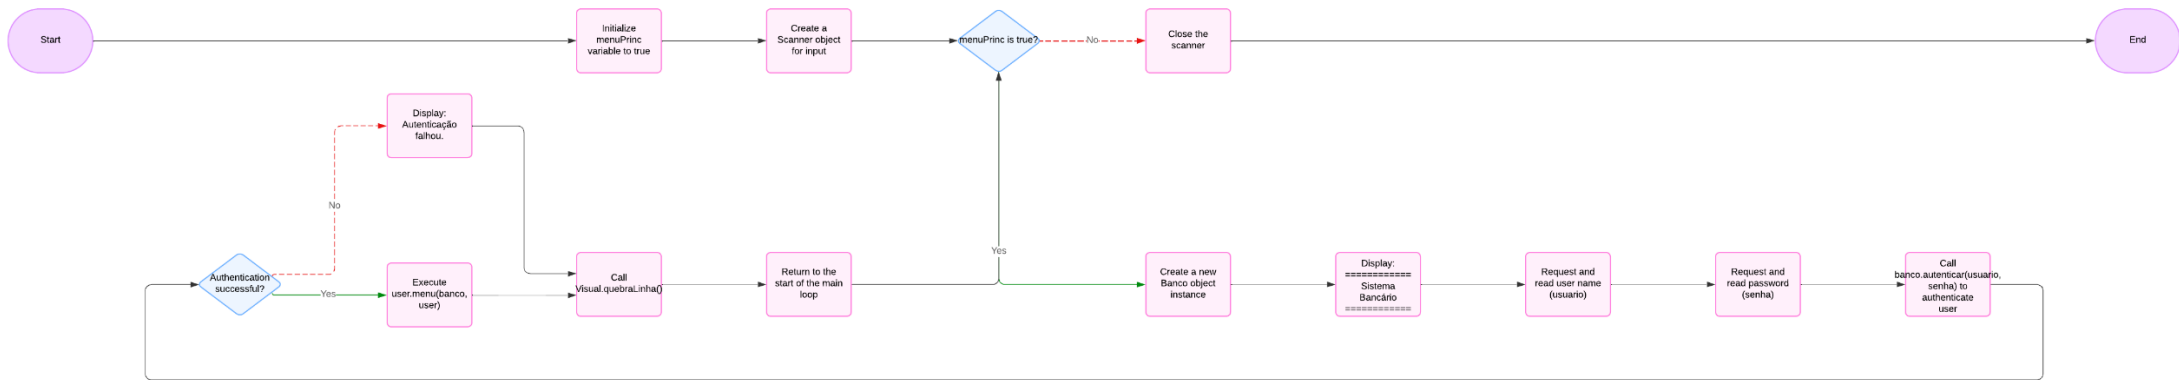 Start
Initialize
menuPrinc
variable to true
Create a
Scanner object
for input
menuPrinc is true?
No
Close the
scanner
End
Display:
Autenticação
falhou.
No
Authentication
successful?
Yes
Execute
user.menu(banco,
user)
Call
Visual.quebraLinha()
Return to the
start of the main
loop
Yes
Create a new
Banco object
instance
Display:
============
Sistema
Bancário
============
Request and
read user name
(usuario)
Request and
read password
(senha)
Call
banco.autenticar(usuario,
senha) to
authenticate
user